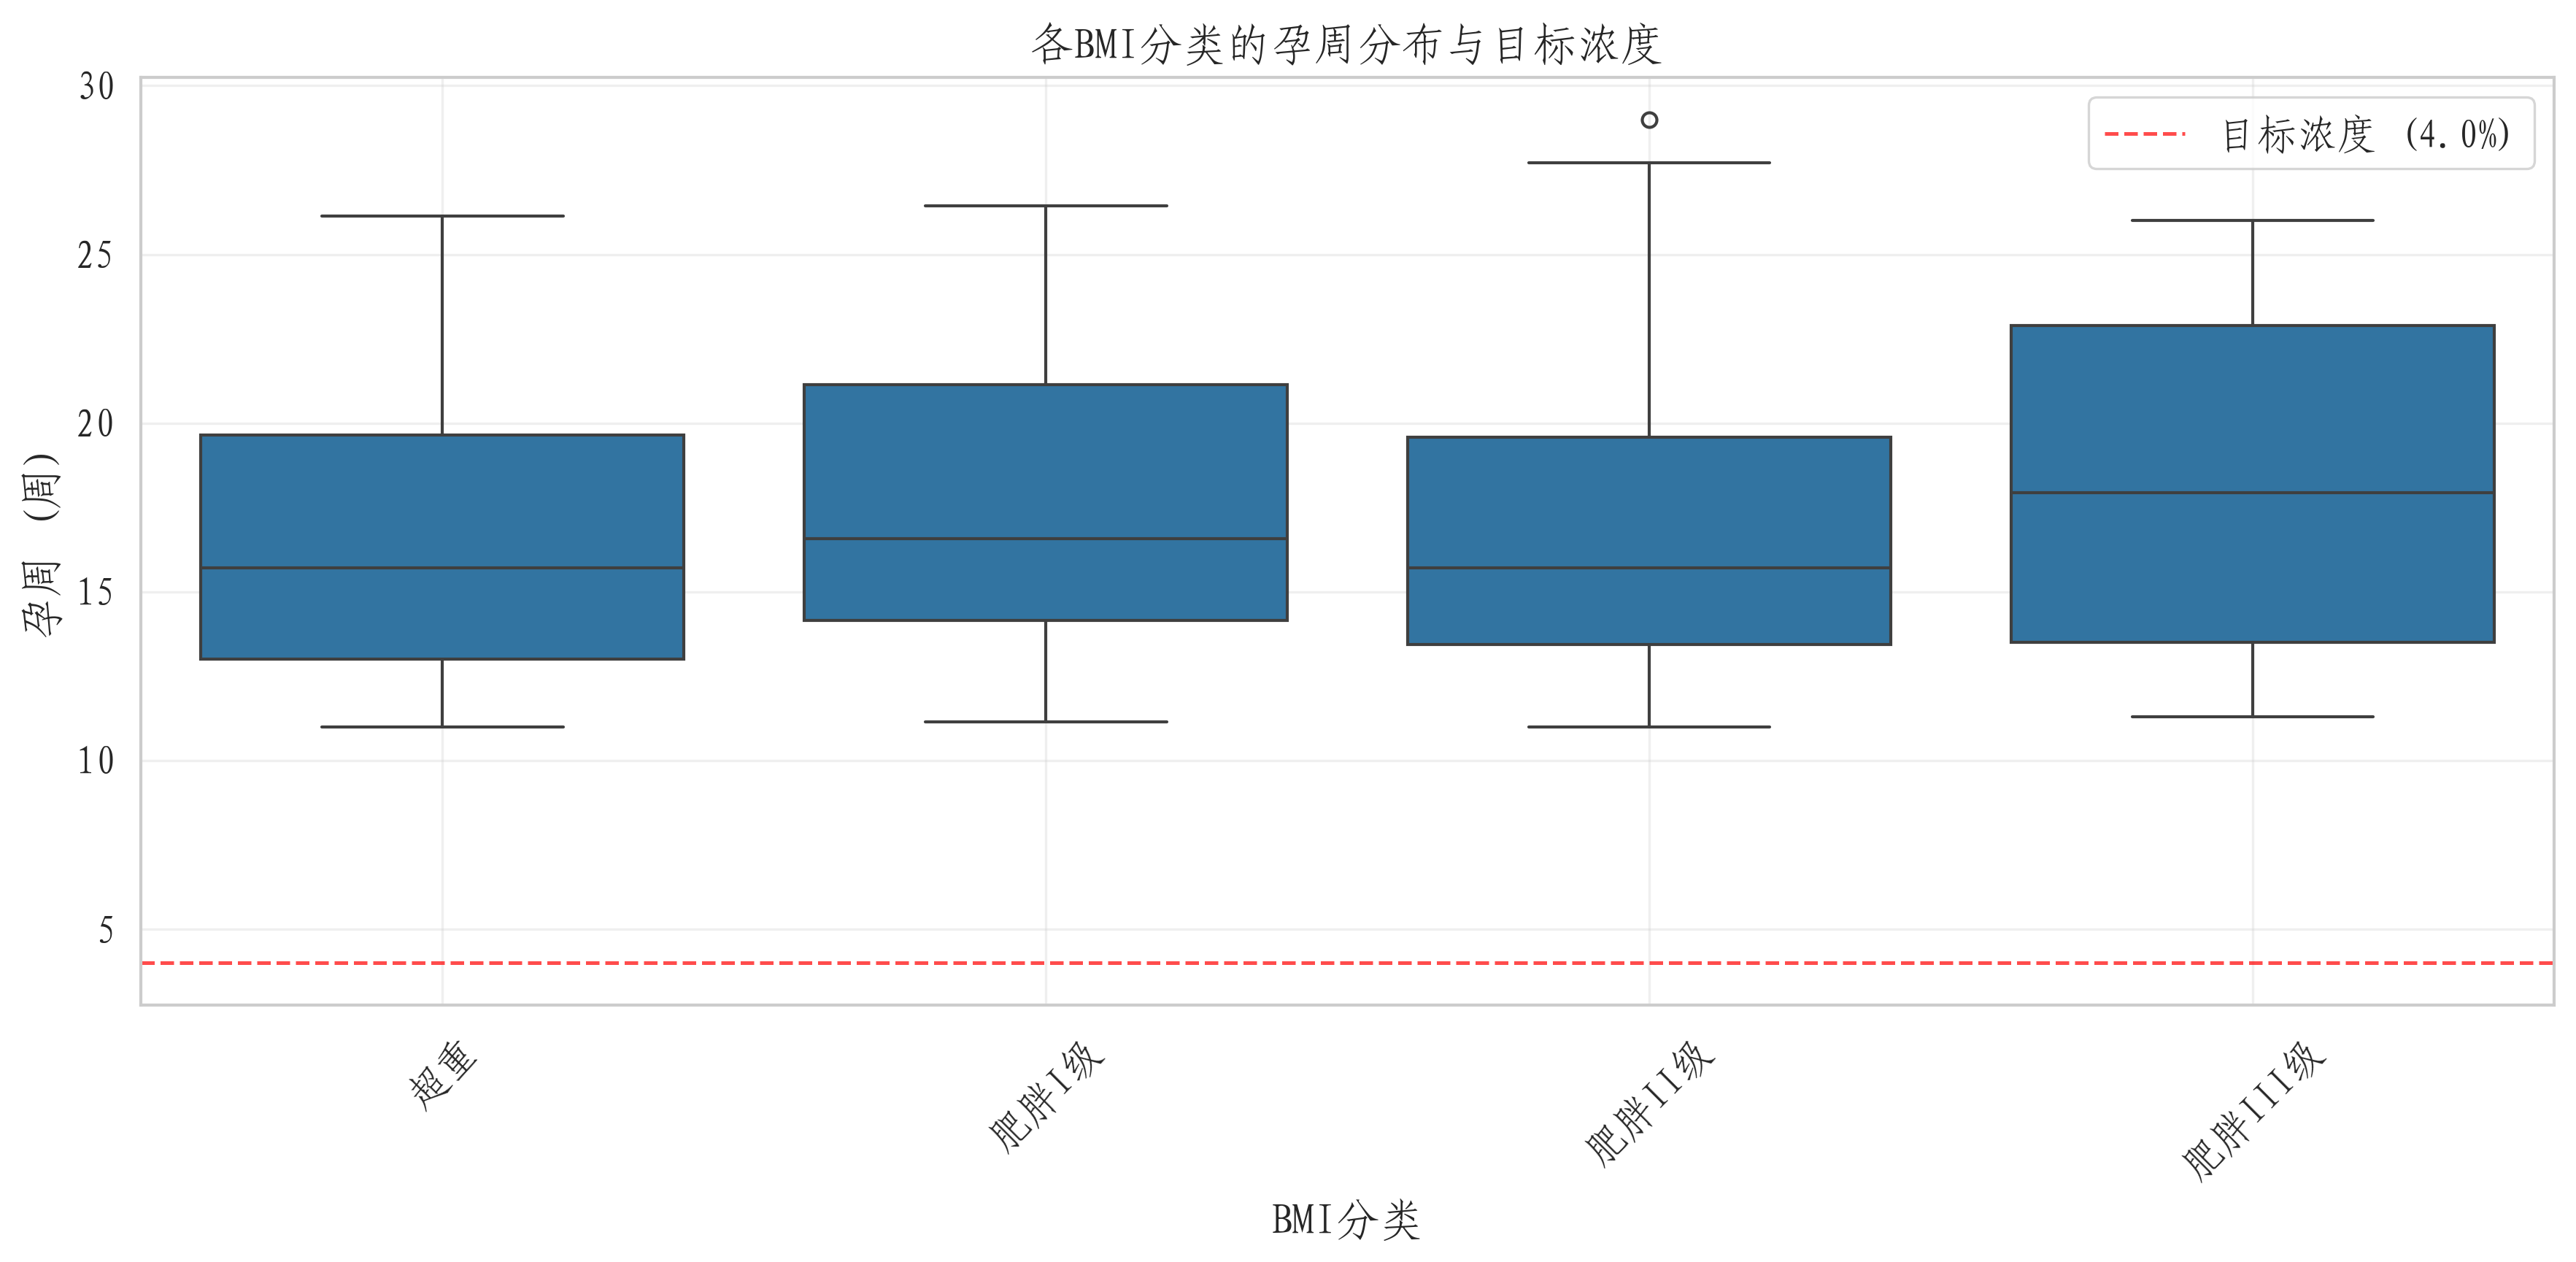 各BMI分类的孕周分布与目标浓度
目标浓度 (4.0%)
孕周 (周)
30
25
20
15
10
5
超重
肥胖I级
肥胖II级
肥胖III级
BMI分类